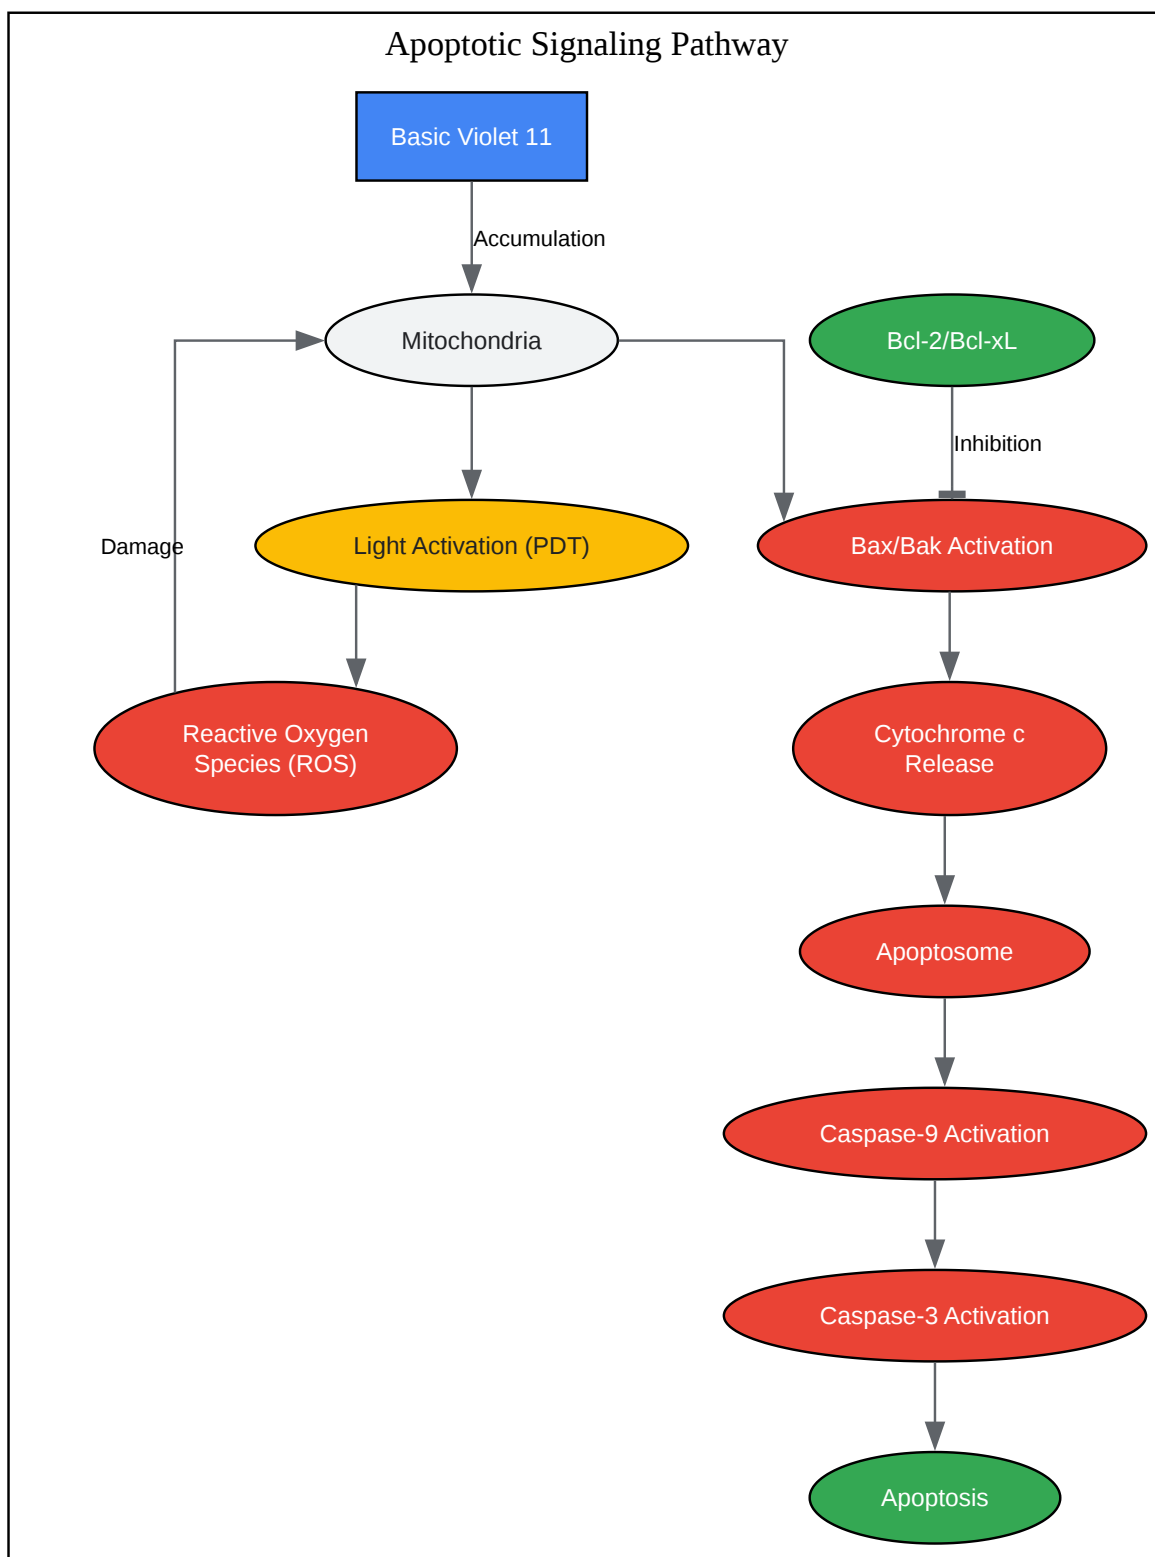 Apoptotic Signaling Pathway
Basic Violet 11
Accumulation
Mitochondria
Bcl-2/Bcl-xL
Inhibition
Damage
Light Activation (PDT)
Bax/Bak Activation
Reactive Oxygen
Species (ROS)
Cytochrome c
Release
Apoptosome
Caspase-9 Activation
Caspase-3 Activation
Apoptosis